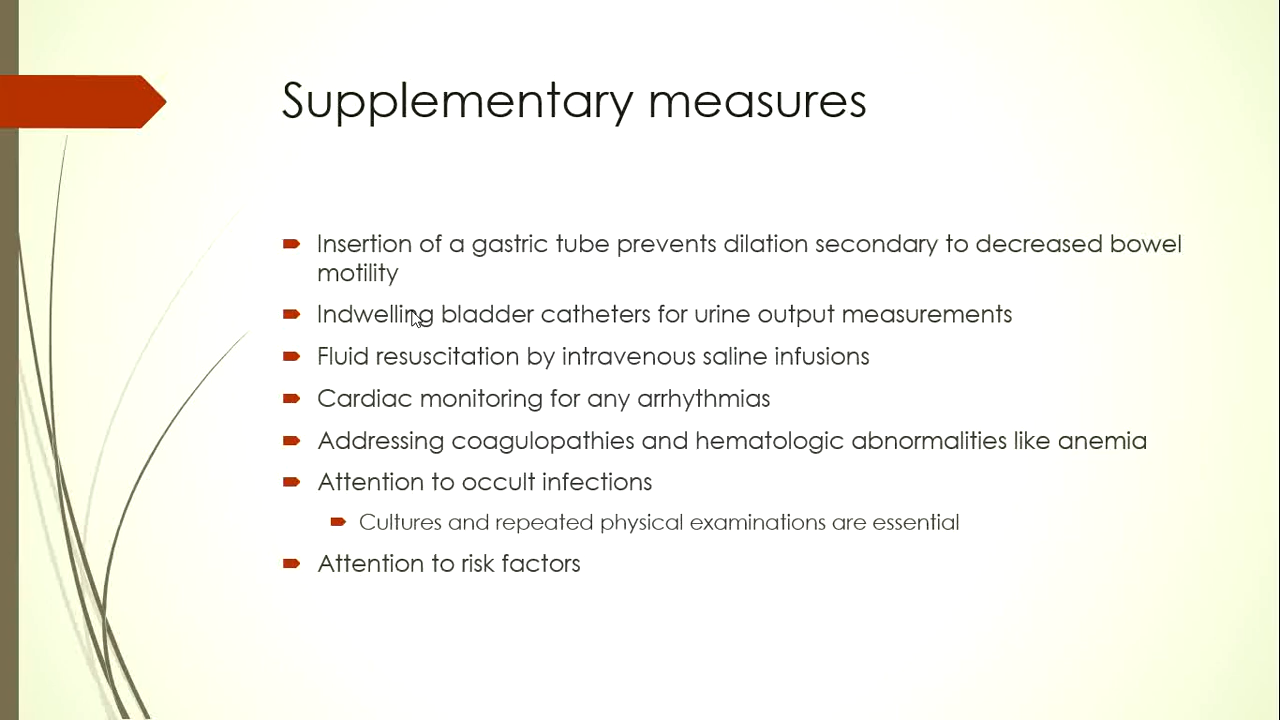 Supplementary measures
Insertion of a gastric tube prevents dilation secondary to decreased bowel
motility
Indwelling bladder catheters for urine output measurements
Fluid resuscitation by intravenous saline infusions
Cardiac monitoring for any arrhythmias
Addressing coagulopathies and hematologic abnormalities like anemia
Attention to occult infections
Cultures and repeated physical examinations are essential
Attention to risk factors